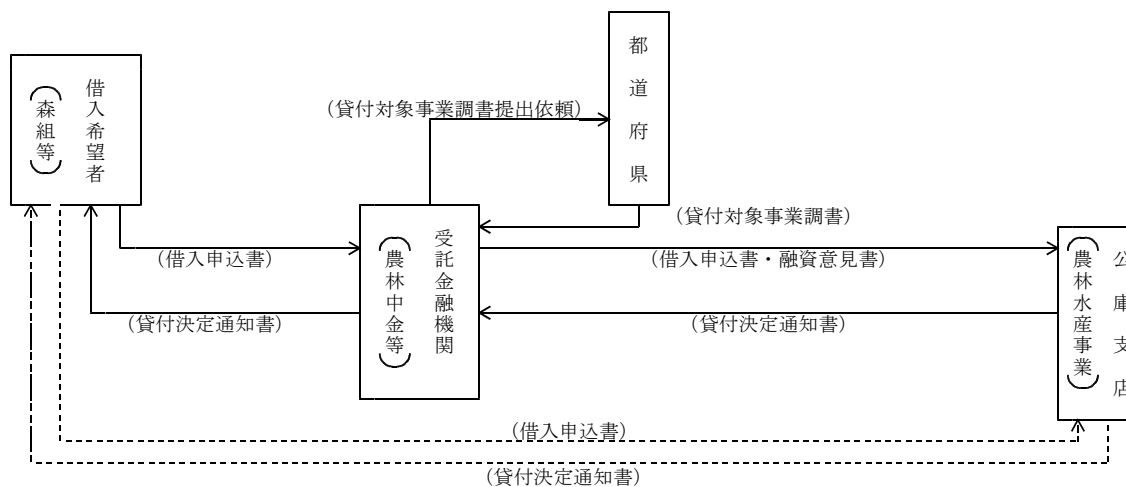 都道府県
借入希望者
（森組等）
（貸付対象事業調書提出依頼）
（貸付対象事業調書）
受託金融機関
（農林中金等）
（借入申込書）
（借入申込書・融資意見書）
公庫支店
（農林水産事業）
（貸付決定通知書）
（貸付決定通知書）
（借入申込書）
（貸付決定通知書）